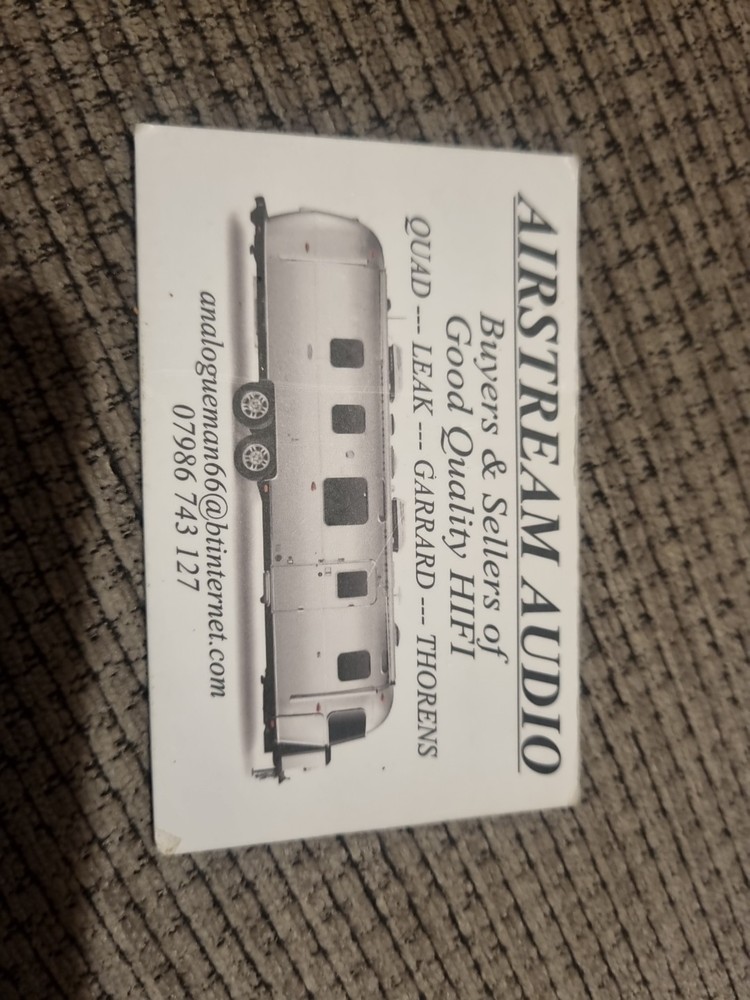 AIRSTREAM AUDIO
Buyers & Sellers of
Good Quality HIFI
QUAD --- LEAK --- GARRARD --- THORENS
analogueman66@btinternet.com
07986 743 127